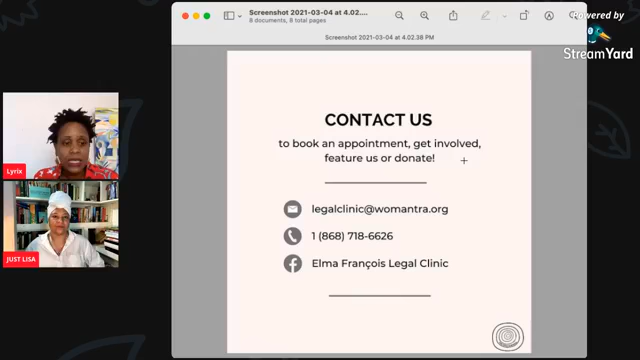 Screenshot 2021-03-04 at 4.02....
8 documents, 8 total pages
Powered by
StreamYard
Screenshot 2021-03-04 at 4.02.38 PM
CONTACT US
to book an appointment, get involved,
feature us or donate!
legalclinic@womantra.org
1 (868) 718-6626
Elma François Legal Clinic
Lyrix
JUST LISA